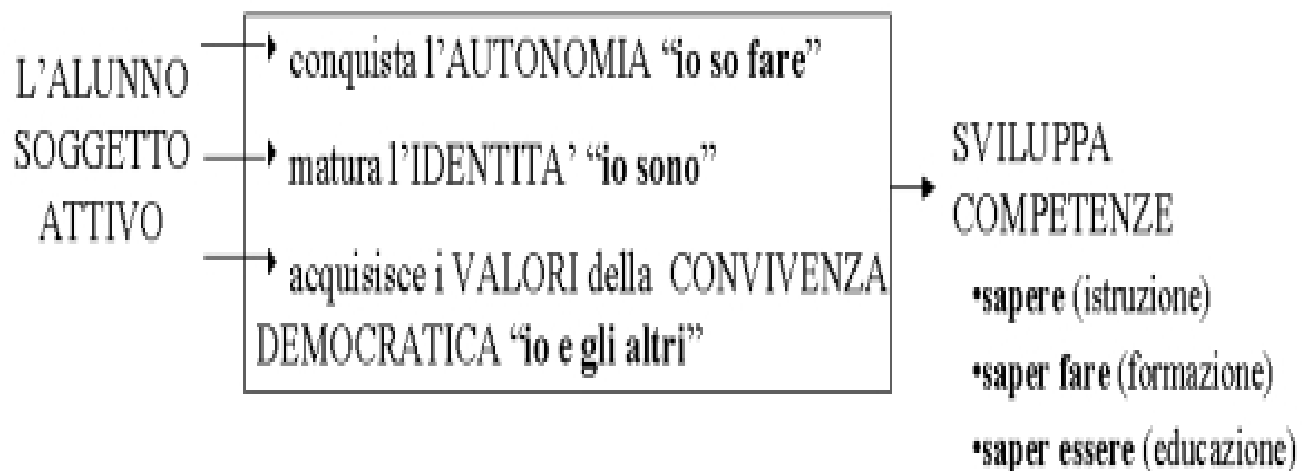 L'ALUNNO
SOGGETTO
ATTIVO
conquista l'AUTONOMIA “io so fare”
matura l'IDENTITA' “io sono”
acquisisce i VALORI della CONVIVENZA
DEMOCRATICA “io e gli altri”
SVILUPPA
COMPETENZE
•sapere (istruzione)
•saper fare (formazione)
•saper essere (educazione)